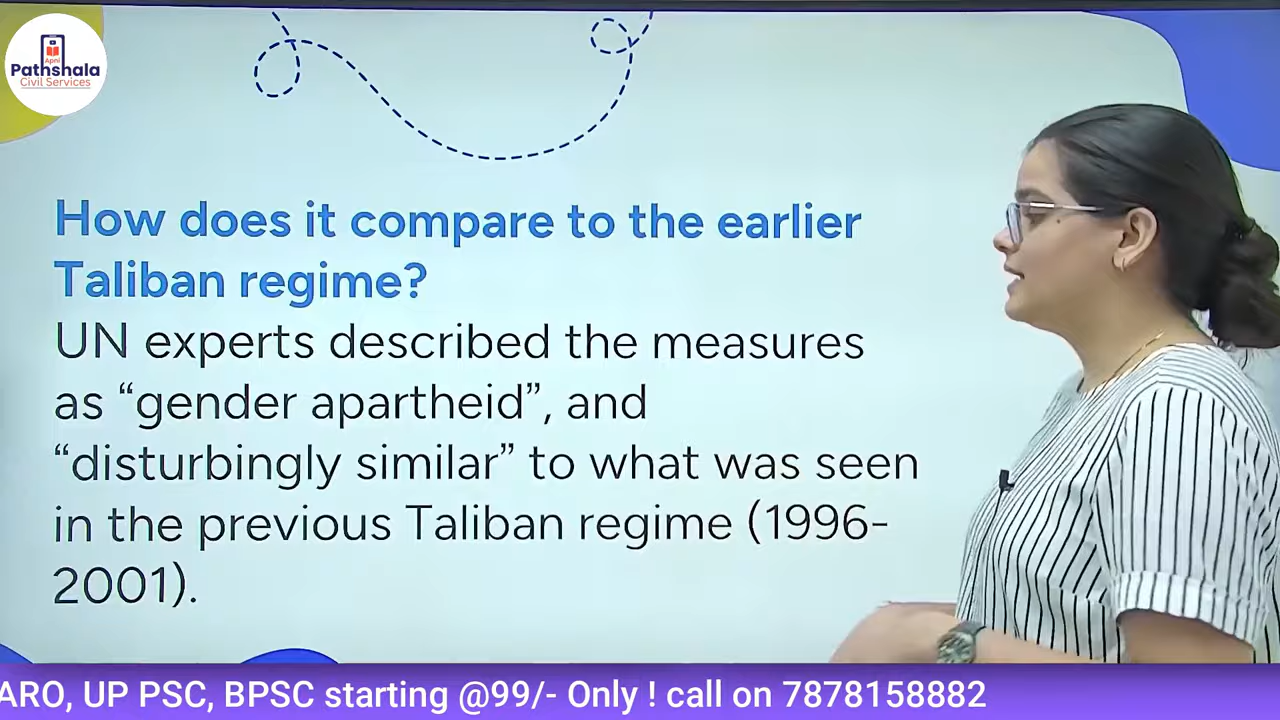 Apni
Pathshala
Civil Services
How does it compare to the earlier
Taliban regime?
UN experts described the measures
as “gender apartheid”, and
“disturbingly similar” to what was seen
in the previous Taliban regime (1996-
2001).
ARO, UP PSC, BPSC starting @99/- Only ! call on 7878158882